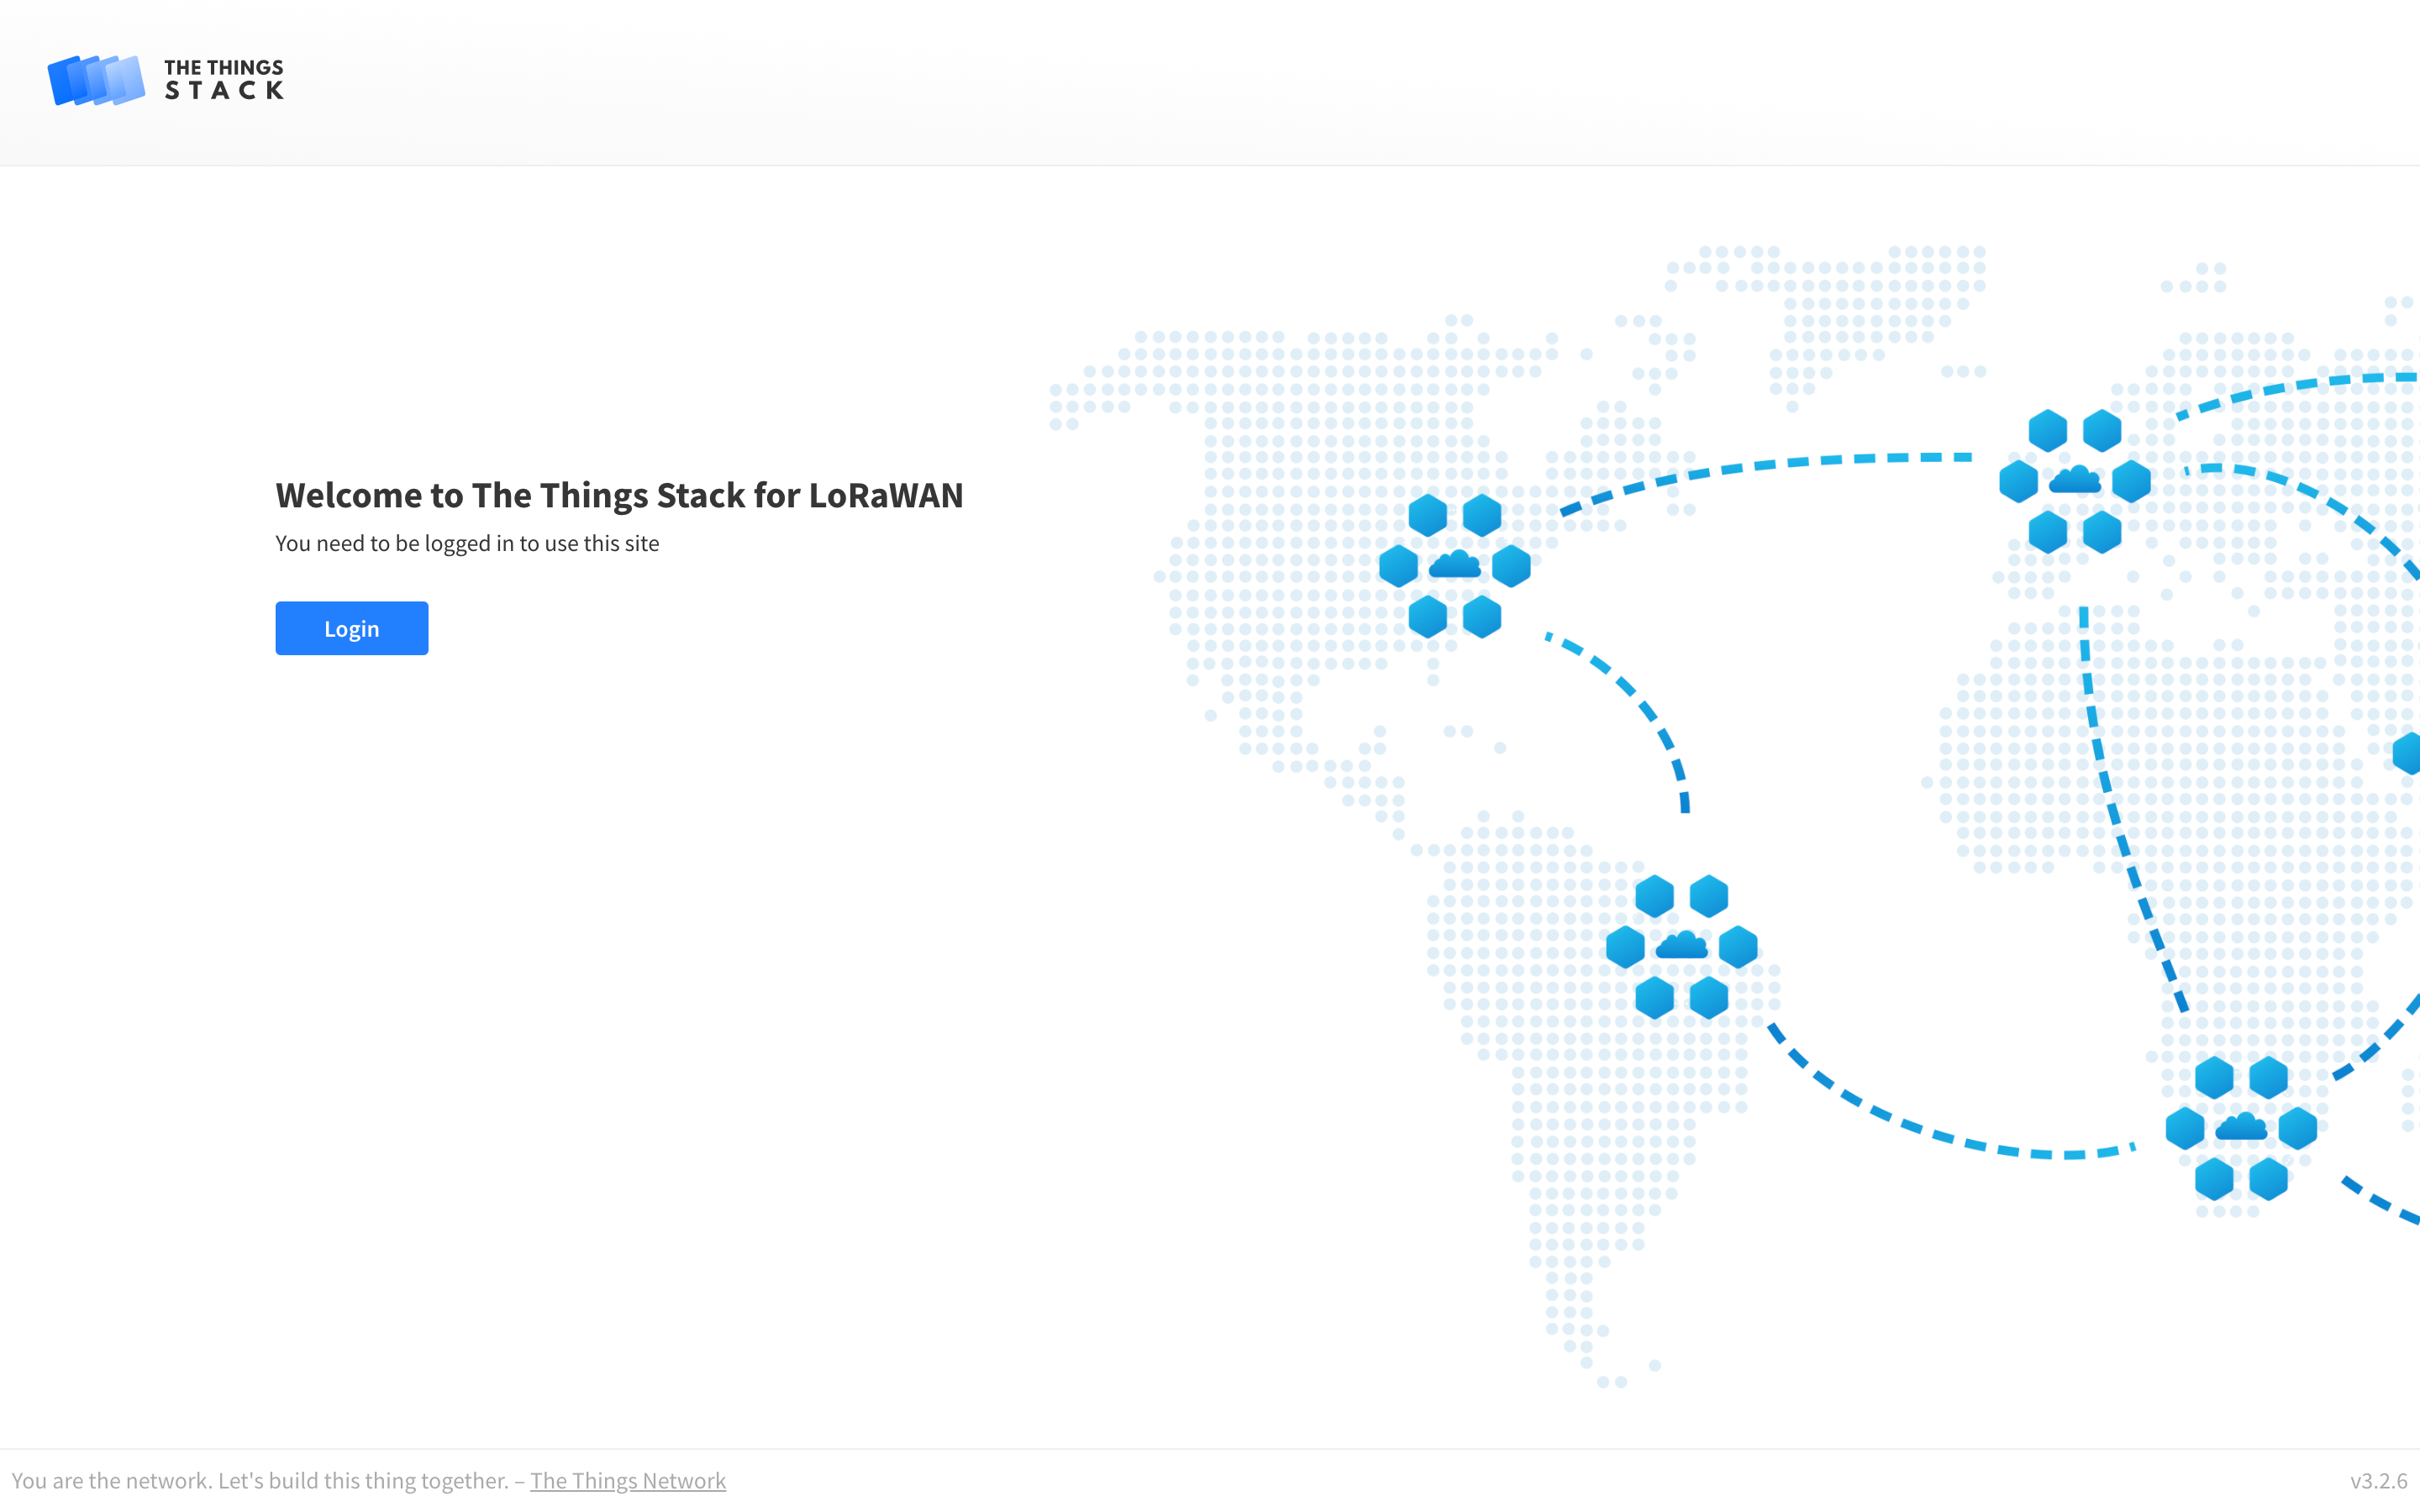 THE THINGS
STACK
Welcome to The Things Stack for LoRaWAN
You need to be logged in to use this site
Login
You are the network. Let's build this thing together. – The Things Network
v3.2.6